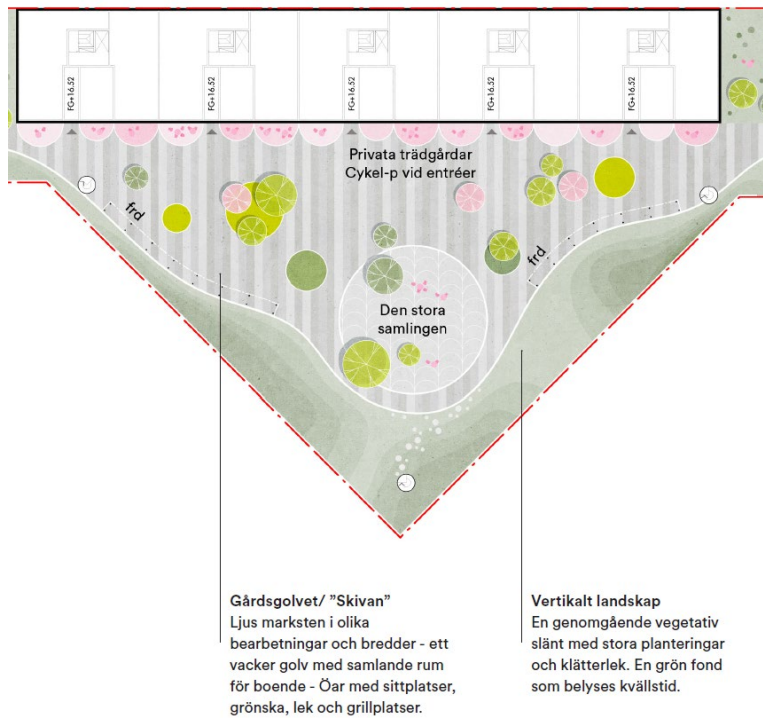 FG+16.52
FG+16.52
FG+16.52
FG+16.52
FG+16.52
Privata trädgårdar
Cykel-p vid entréer
frd
frd
Den stora
samlingen
Gårdsgolvet/ ”Skivan”
Ljus marksten i olika
bearbetningar och bredder - ett
vacker golv med samlande rum
för boende - Öar med sittplatser,
grönska, lek och grillplatser.
Vertikalt landskap
En genomgående vegetativ
slänt med stora planteringar
och klätterlek. En grön fond
som belyses kvällstid.